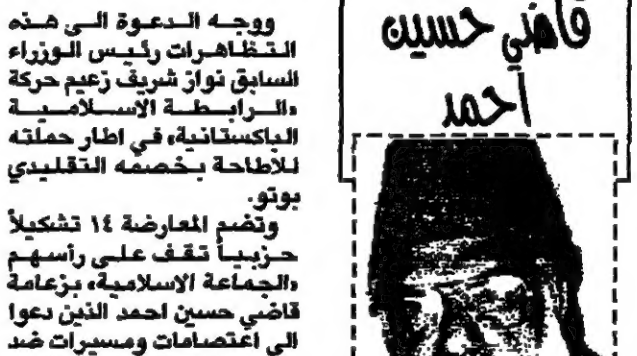 ووجه الدعوة الى هذه
التظاهرات رئيس الوزراء
السابق نواز شريف زعيم حركة
«الرابطة الاسلامية
الباكستانية» في اطار حملته
للاطاحة بخصمه التقليدي
بوتو.
وتضم المعارضة ١٤ تشكيلاً
حزبياً تقف على رأسهم
«الجماعة الاسلامية» بزعامة
قاضي حسين احمد الذين دعوا
الى اعتصامات ومسيرات ضد
قاضي حسين
احمد